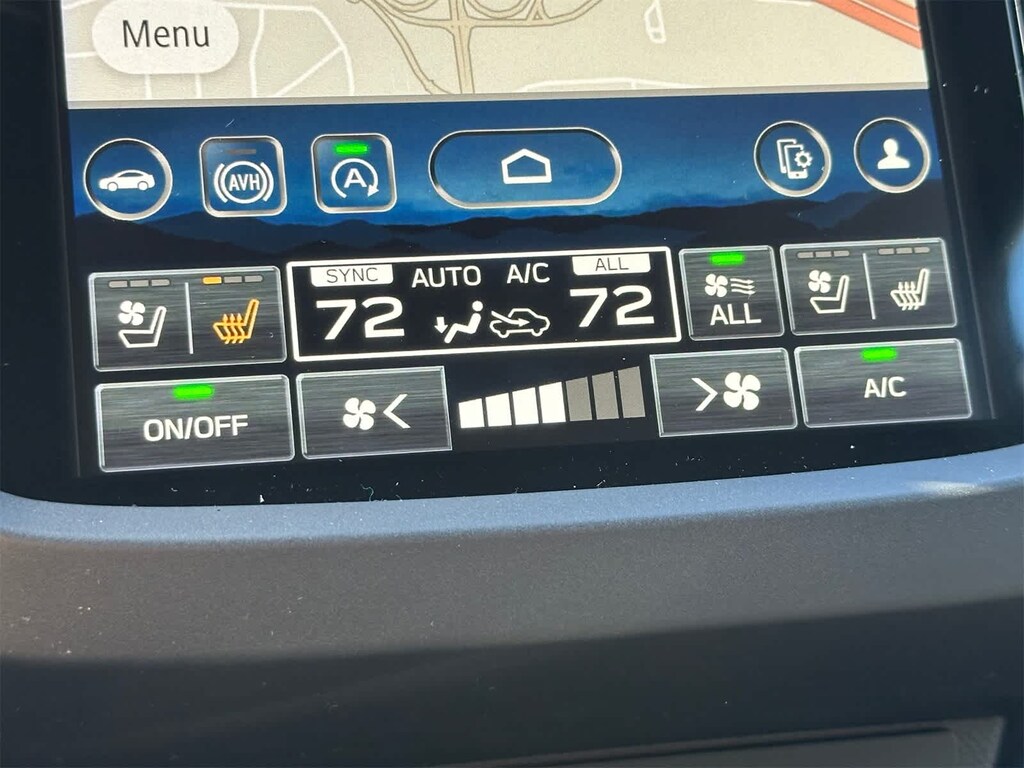 Menu
AVH
A
SYNC AUTO A/C ALL
72 72
ALL
ON/OFF
A/C